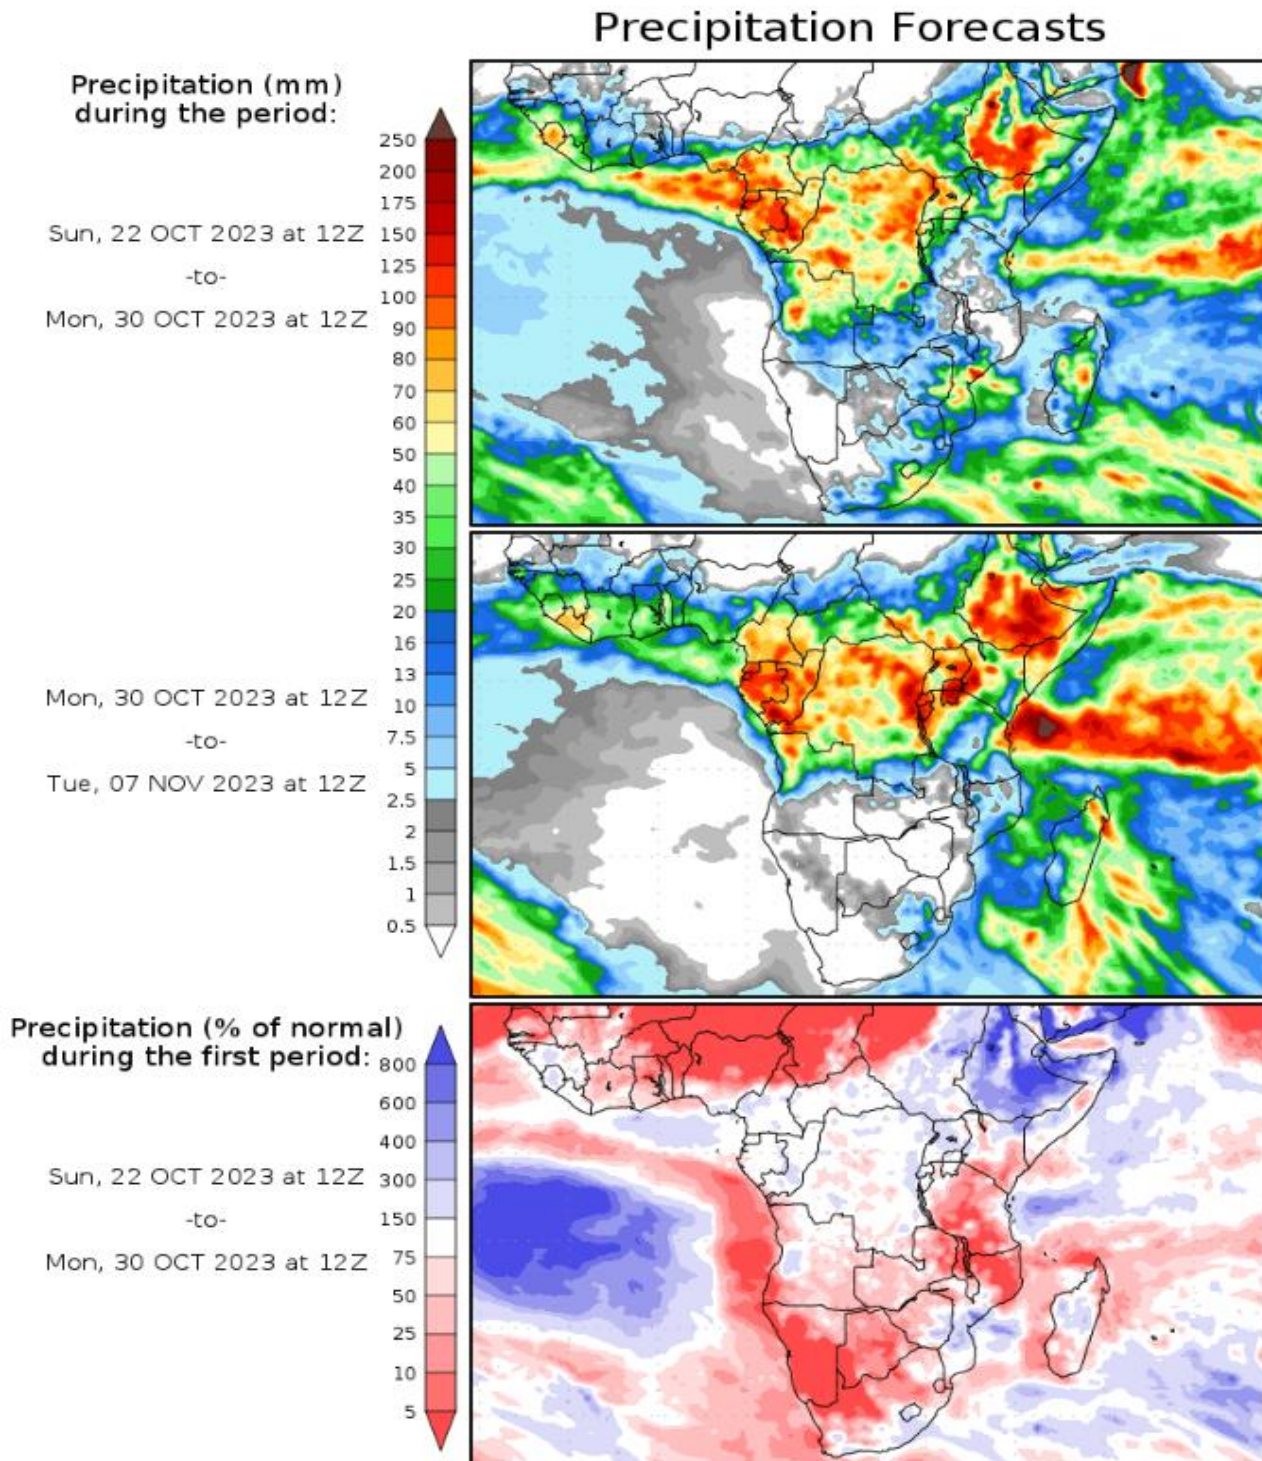 Precipitation Forecasts
Precipitation (mm)
during the period:
250
200
175
150
125
100
90
80
70
60
50
40
35
30
25
20
16
13
10
7.5
5
2.5
2
1.5
1
0.5
Sun, 22 OCT 2023 at 12Z
-to-
Mon, 30 OCT 2023 at 12Z
Mon, 30 OCT 2023 at 12Z
-to-
Tue, 07 NOV 2023 at 12Z
Precipitation (% of normal)
during the first period:
800
600
400
300
150
75
50
25
10
5
Sun, 22 OCT 2023 at 12Z
-to-
Mon, 30 OCT 2023 at 12Z